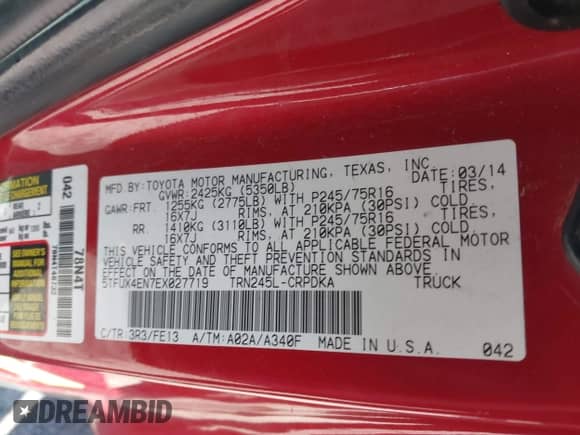 MFD BY: TOYOTA MOTOR MANUFACTURING, TEXAS, INC.
GVWR: 2425KG (5350LB) DATE: 03/14
GAWR: FRT. 1255KG (2775LB) WITH P245/75R16 TIRES,
16X7J RIMS, AT 210KPA (30PSI) COLD
RR. 1410KG (3110LB) WITH P245/75R16 TIRES,
16X7J RIMS, AT 210KPA (30PSI) COLD
THIS VEHICLE CONFORMS TO ALL APPLICABLE FEDERAL MOTOR
VEHICLE SAFETY AND THEFT PREVENTION STANDARDS IN
EFFECT ON THE DATE OF MANUFACTURE SHOWN ABOVE.
5TFUX4EN7EX027719 TRN245L-CRPDKA TRUCK
C/TR:3R3/FE13 A/TM:A02A/A340F MADE IN U.S.A. 042
042
78N4T
SEE OWNER'S
DREAMBID